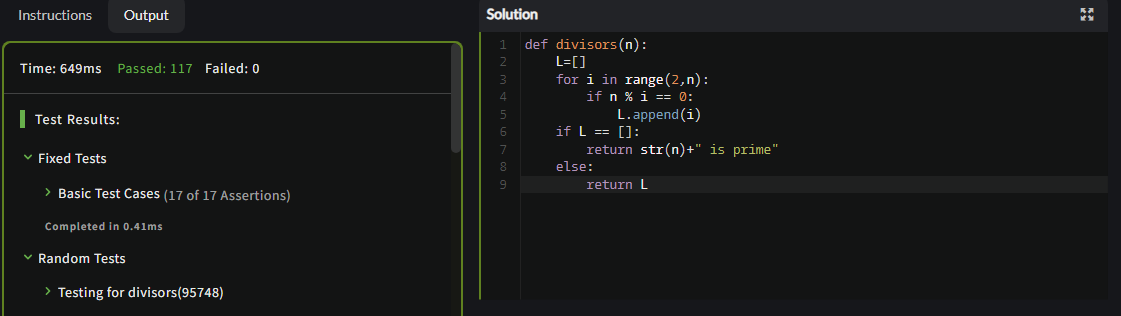 Instructions Output
Time: 649ms Passed: 117 Failed: 0
Test Results:
Fixed Tests
Basic Test Cases (17 of 17 Assertions)
Completed in 0.41ms
Random Tests
Testing for divisors(95748)
Solution
1 def divisors(n):
2     L=[]
3     for i in range(2,n):
4         if n % i == 0:
5             L.append(i)
6     if L == []:
7         return str(n)+" is prime"
8     else:
9         return L